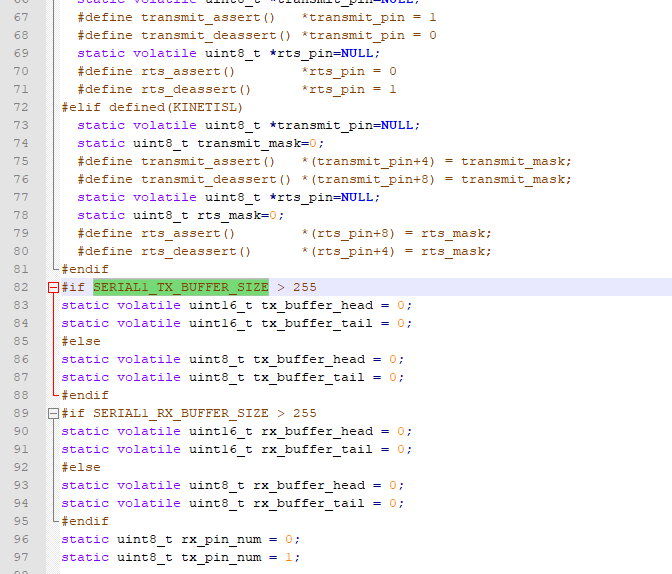 66 static volatile uint8_t *transmit_pin=NULL;
67 #define transmit_assert() *transmit_pin = 1
68 #define transmit_deassert() *transmit_pin = 0
69 static volatile uint8_t *rts_pin=NULL;
70 #define rts_assert() *rts_pin = 0
71 #define rts_deassert() *rts_pin = 1
72 #elif defined(KINETISL)
73 static volatile uint8_t *transmit_pin=NULL;
74 static uint8_t transmit_mask=0;
75 #define transmit_assert() *(transmit_pin+4) = transmit_mask;
76 #define transmit_deassert() *(transmit_pin+8) = transmit_mask;
77 static volatile uint8_t *rts_pin=NULL;
78 static uint8_t rts_mask=0;
79 #define rts_assert() *(rts_pin+8) = rts_mask;
80 #define rts_deassert() *(rts_pin+4) = rts_mask;
81 #endif
82 #if SERIAL1_TX_BUFFER_SIZE > 255
83 static volatile uint16_t tx_buffer_head = 0;
84 static volatile uint16_t tx_buffer_tail = 0;
85 #else
86 static volatile uint8_t tx_buffer_head = 0;
87 static volatile uint8_t tx_buffer_tail = 0;
88 #endif
89 #if SERIAL1_RX_BUFFER_SIZE > 255
90 static volatile uint16_t rx_buffer_head = 0;
91 static volatile uint16_t rx_buffer_tail = 0;
92 #else
93 static volatile uint8_t rx_buffer_head = 0;
94 static volatile uint8_t rx_buffer_tail = 0;
95 #endif
96 static uint8_t rx_pin_num = 0;
97 static uint8_t tx_pin_num = 1;